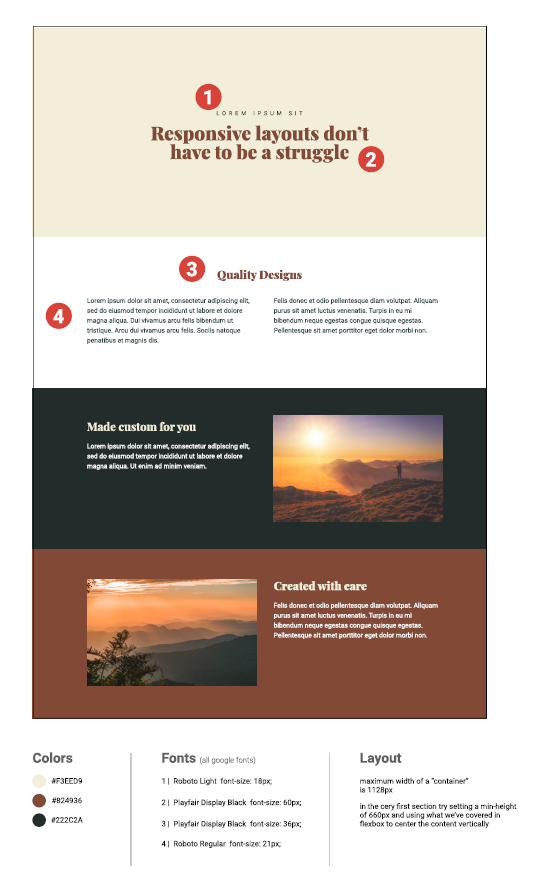 1
LOREM IPSUM SIT
Responsive layouts don't
have to be a struggle
2
3
Quality Designs
4
Lorem ipsum dolor sit amet, consectetur adipiscing elit,
sed do eiusmod tempor incididunt ut labore et dolore
magna aliqua. Dui vivamus arcu felis bibendum ut
tristique. Arcu dui vivamus arcu felis. Sociis natoque
penatibus et magnis dis.
Felis donec et odio pellentesque diam volutpat. Aliquam
purus sit amet luctus venenatis. Turpis in eu mi
bibendum neque egestas congue quisque egestas.
Pellentesque sit amet porttitor eget dolor morbi non.
Made custom for you
Lorem ipsum dolor sit amet, consectetur adipiscing elit,
sed do eiusmod tempor incididunt ut labore et dolore
magna aliqua. Ut enim ad minim veniam.
Created with care
Felis donec et odio pellentesque diam volutpat. Aliquam
purus sit amet luctus venenatis. Turpis in eu mi
bibendum neque egestas congue quisque egestas.
Pellentesque sit amet porttitor eget dolor morbi non.
Colors
#F3EED9
#824936
#222C2A
Fonts (all google fonts)
1 | Roboto Light font-size: 18px;
2 | Playfair Display Black font-size: 60px;
3 | Playfair Display Black font-size: 36px;
4 | Roboto Regular font-size: 21px;
Layout
maximum width of a "container"
is 1128px
in the cery first section try setting a min-height
of 660px and using what we've covered in
flexbox to center the content vertically